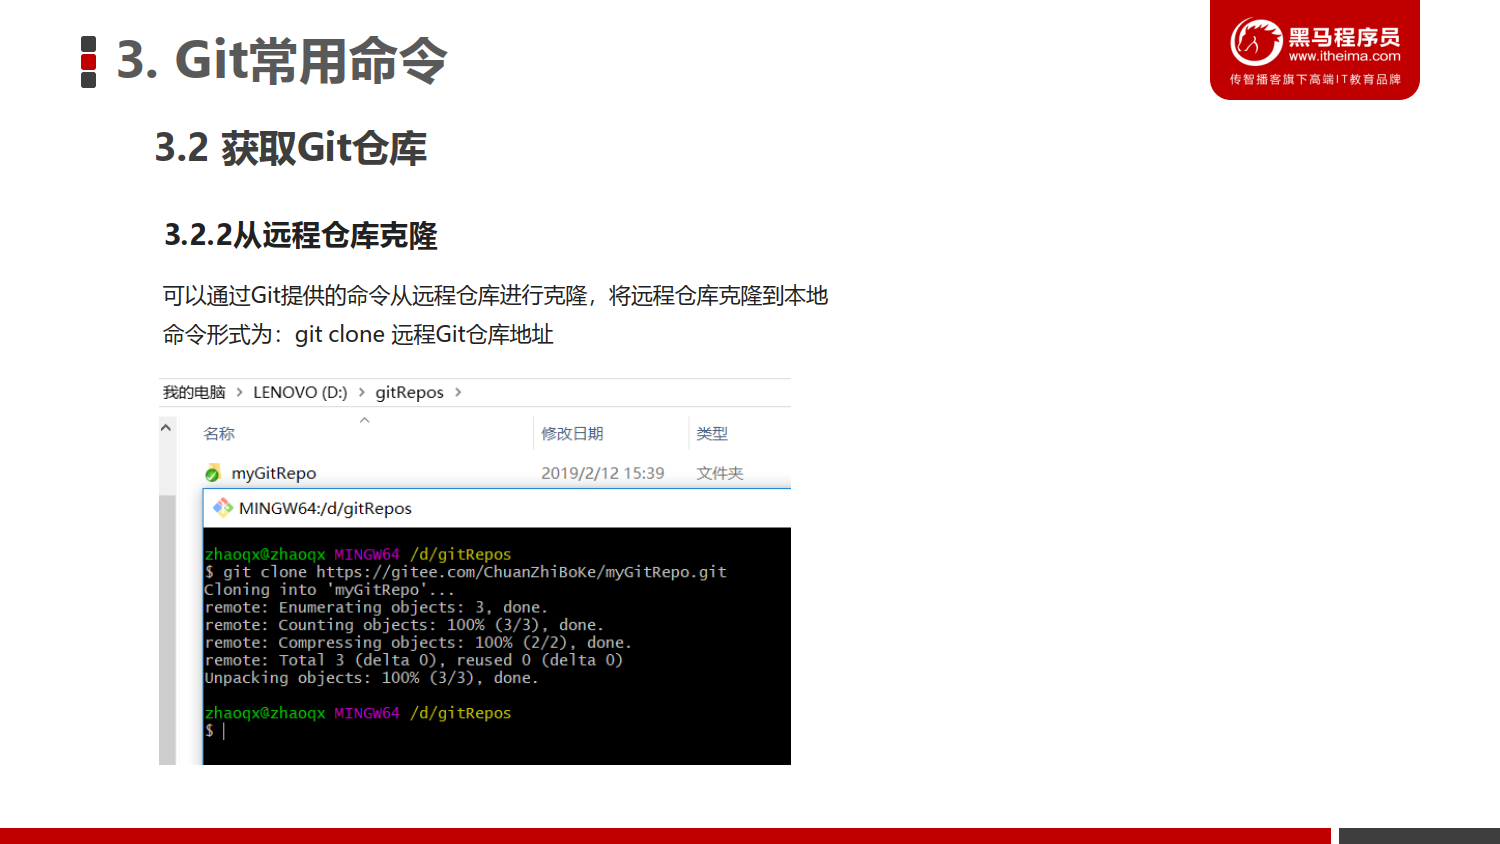 3. Git常用命令
黑马程序员
www.itheima.com
传智播客旗下高端IT教育品牌
3.2 获取Git仓库
3.2.2从远程仓库克隆
可以通过Git提供的命令从远程仓库进行克隆，将远程仓库克隆到本地
命令形式为：git clone 远程Git仓库地址
我的电脑 > LENOVO (D:) > gitRepos >
名称 修改日期 类型
myGitRepo 2019/2/12 15:39 文件夹
MINGW64:/d/gitRepos
zhaoqx@zhaoqx MINGW64 /d/gitRepos
$ git clone https://gitee.com/ChuanZhiBoKe/myGitRepo.git
Cloning into 'myGitRepo'...
remote: Enumerating objects: 3, done.
remote: Counting objects: 100% (3/3), done.
remote: Compressing objects: 100% (2/2), done.
remote: Total 3 (delta 0), reused 0 (delta 0)
Unpacking objects: 100% (3/3), done.
zhaoqx@zhaoqx MINGW64 /d/gitRepos
$